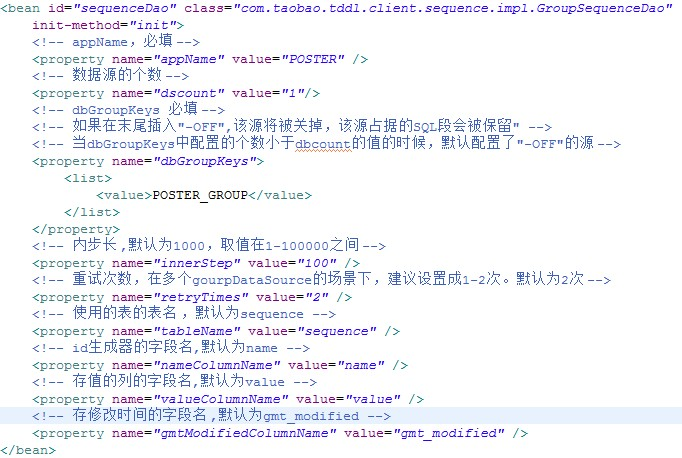 <bean id="sequenceDao" class="com.taobao.tddl.client.sequence.impl.GroupSequenceDao"
init-method="init">
<!-- appName，必填-->
<property name="appName" value="POSTER" />
<!-- 数据源的个数-->
<property name="dscount" value="1"/>
<!-- dbGroupKeys 必填-->
<!-- 如果在末尾插入"-OFF",该源将被关掉，该源占据的SQL段会被保留" -->
<!-- 当dbGroupKeys中配置的个数小于dbcount的值的时候，默认配置了"-OFF"的源-->
<property name="dbGroupKeys">
<list>
<value>POSTER_GROUP</value>
</list>
</property>
<!-- 内步长 ,默认为1000，取值在1-100000之间-->
<property name="innerStep" value="100" />
<!-- 重试次数，在多个gourpDataSource的场景下，建议设置成1-2次。默认为2次-->
<property name="retryTimes" value="2" />
<!-- 使用的表的表名 ，默认为sequence -->
<property name="tableName" value="sequence" />
<!-- id生成器的字段名,默认为name -->
<property name="nameColumnName" value="name" />
<!-- 存值的列的字段名,默认为value -->
<property name="valueColumnName" value="value" />
<!-- 存修改时间的字段名 ,默认为gmt_modified -->
<property name="gmtModifiedColumnName" value="gmt_modified" />
</bean>